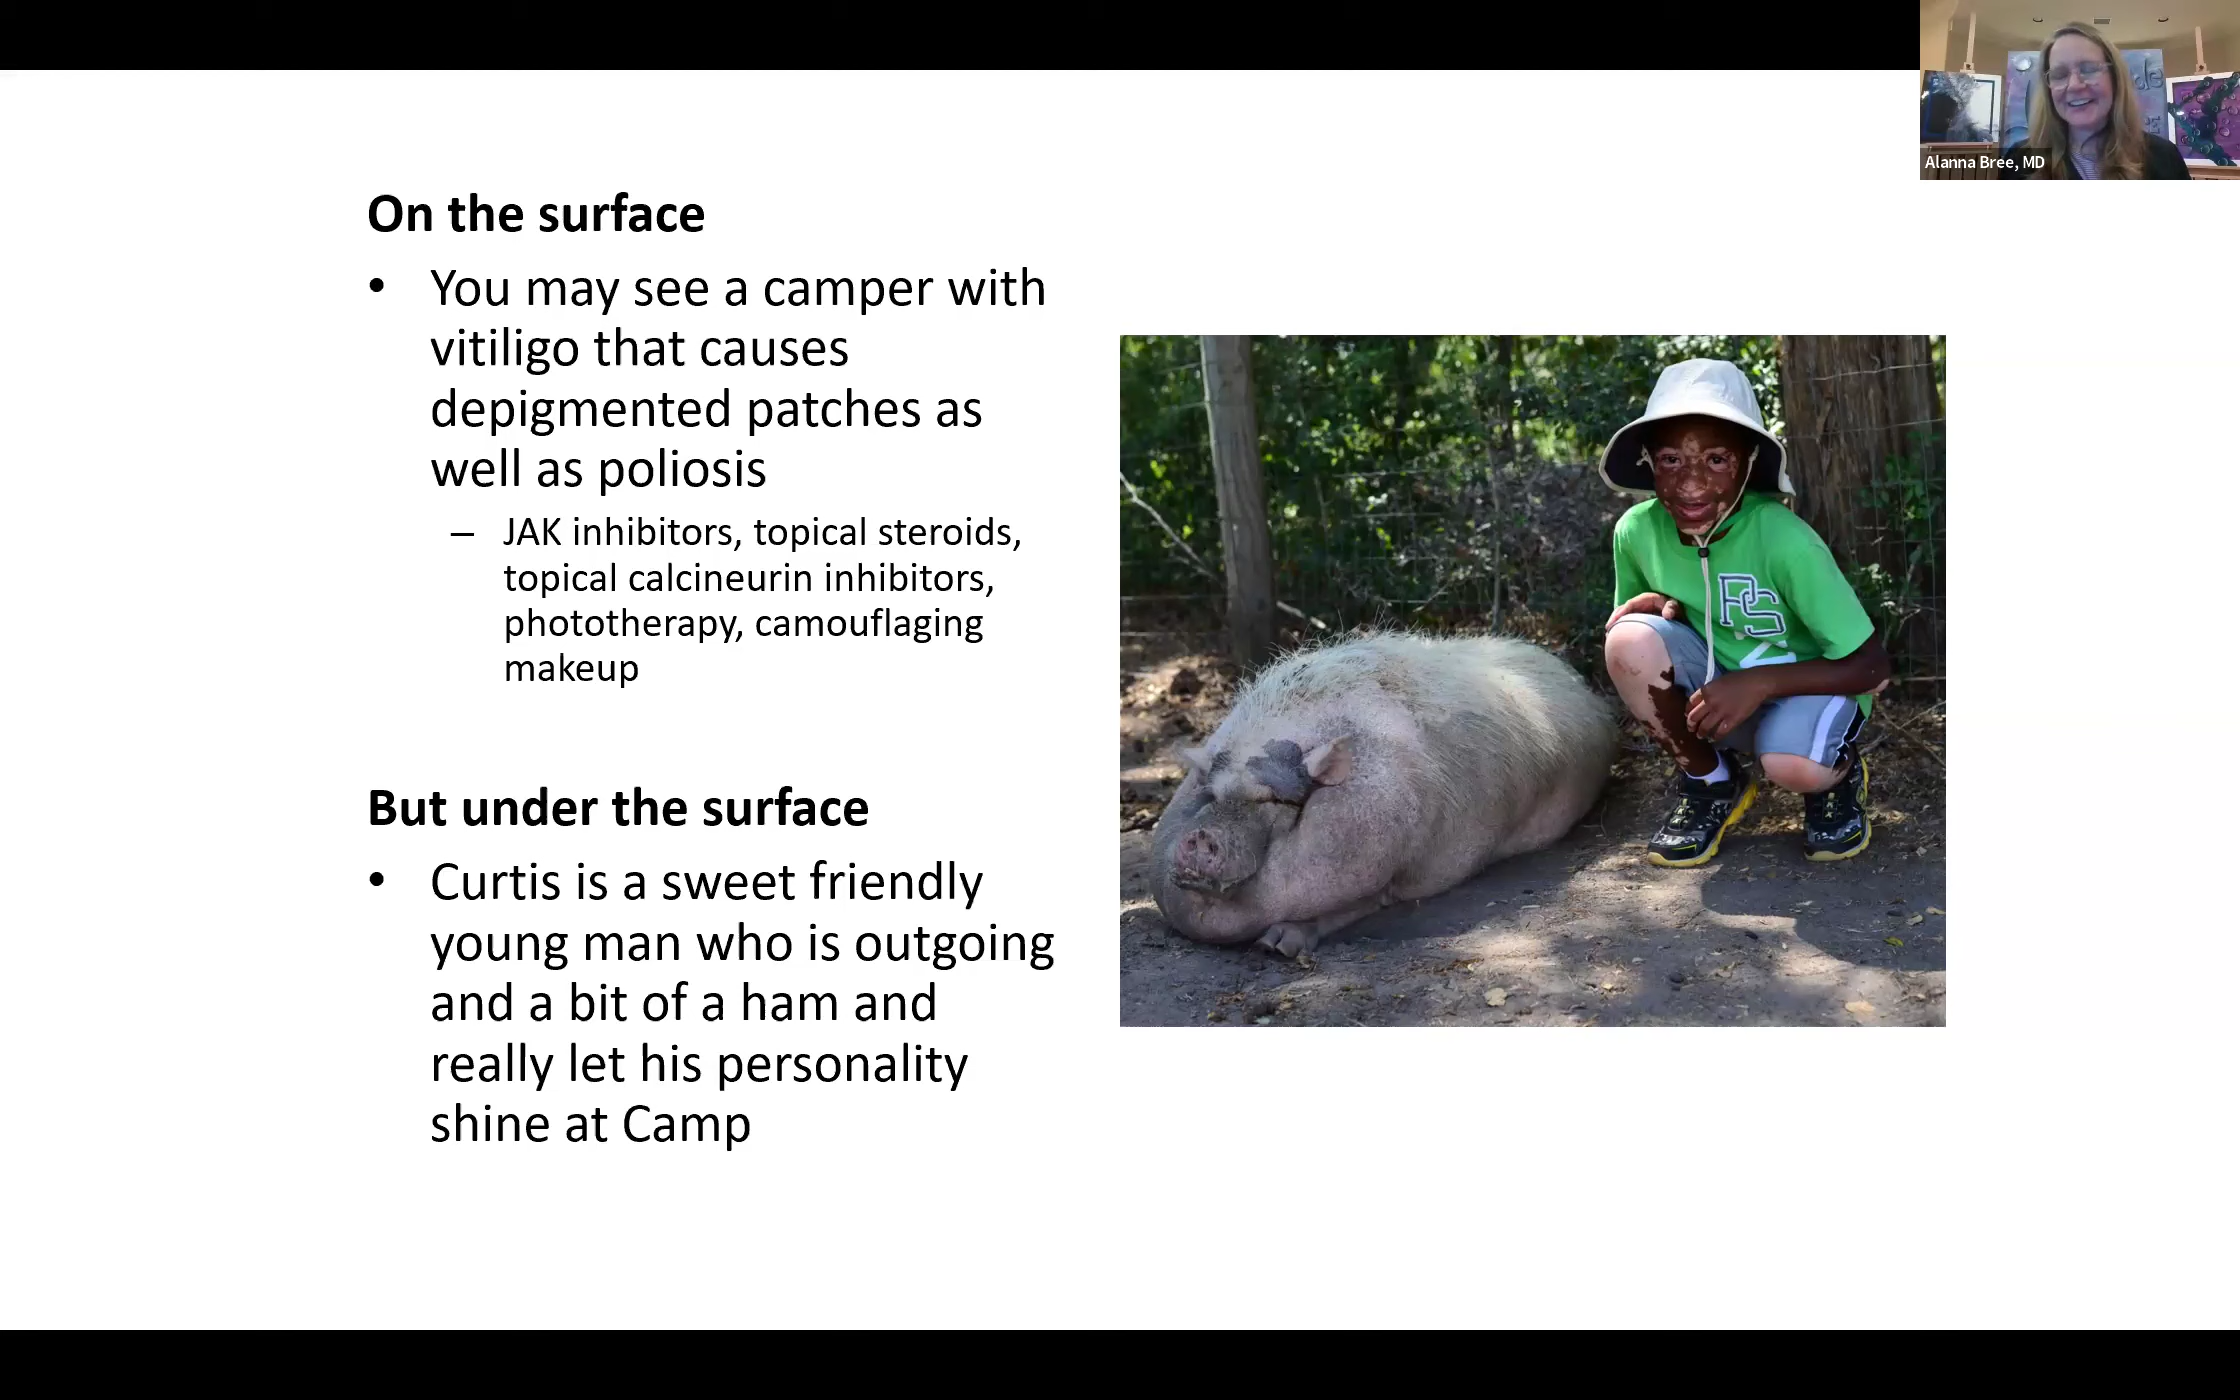 Alanna Bree, MD
On the surface
• You may see a camper with
vitiligo that causes
depigmented patches as
well as poliosis
– JAK inhibitors, topical steroids,
topical calcineurin inhibitors,
phototherapy, camouflaging
makeup
But under the surface
• Curtis is a sweet friendly
young man who is outgoing
and a bit of a ham and
really let his personality
shine at Camp
PS